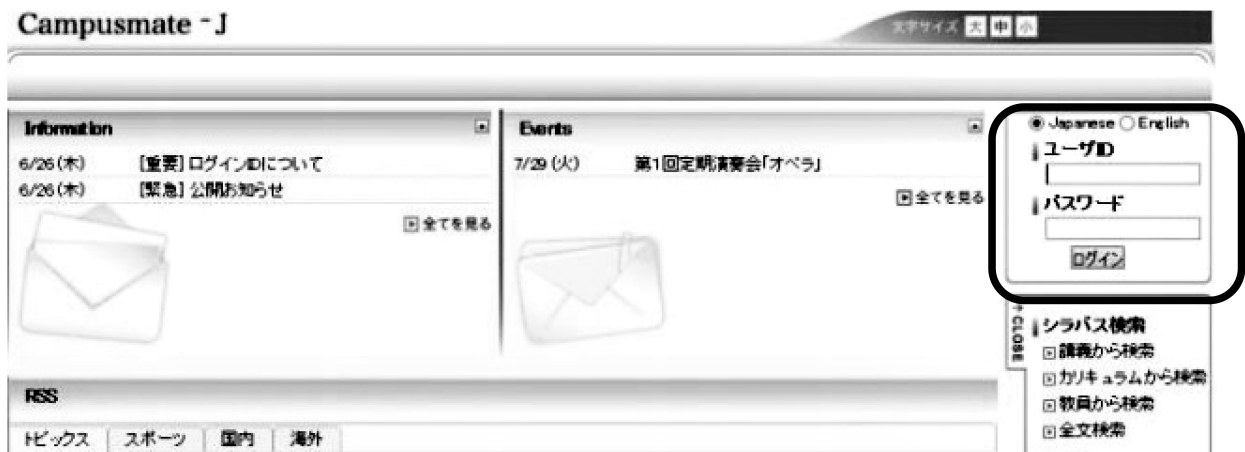 Campusmate-J
文字サイズ 大 中 小
Information
6/26(木) [重要]ログインIDについて
6/26(木) [緊急]公開お知らせ
全てを見る
Events
7/29(火) 第1回定期演奏会「オペラ」
全てを見る
Japanese English
ユーザID
パスワード
ログイン
↑CLOSE
シラバス検索
講義から検索
カリキュラムから検索
教員から検索
全文検索
RSS
トピックス スポーツ 国内 海外